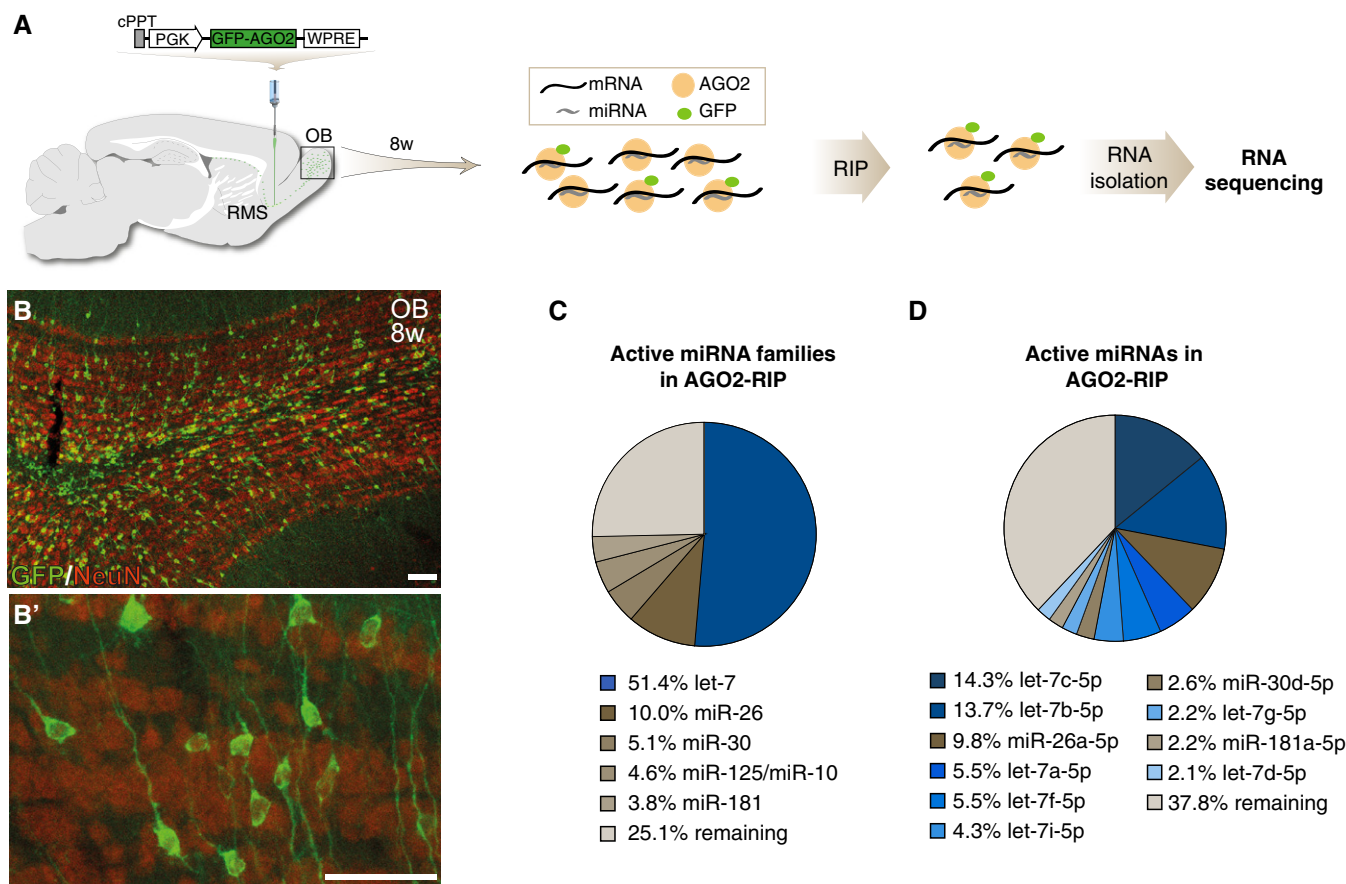 A
cPPT
PGK
GFP-AGO2
WPRE
OB
8w
RMS
mRNA
AGO2
miRNA
GFP
RIP
RNA
isolation
RNA
sequencing
B
OB
8w
GFP/NeuN
B’
C
Active miRNA families
in AGO2-RIP
51.4% let-7
10.0% miR-26
5.1% miR-30
4.6% miR-125/miR-10
3.8% miR-181
25.1% remaining
D
Active miRNAs in
AGO2-RIP
14.3% let-7c-5p
13.7% let-7b-5p
9.8% miR-26a-5p
5.5% let-7a-5p
5.5% let-7f-5p
4.3% let-7i-5p
2.6% miR-30d-5p
2.2% let-7g-5p
2.2% miR-181a-5p
2.1% let-7d-5p
37.8% remaining